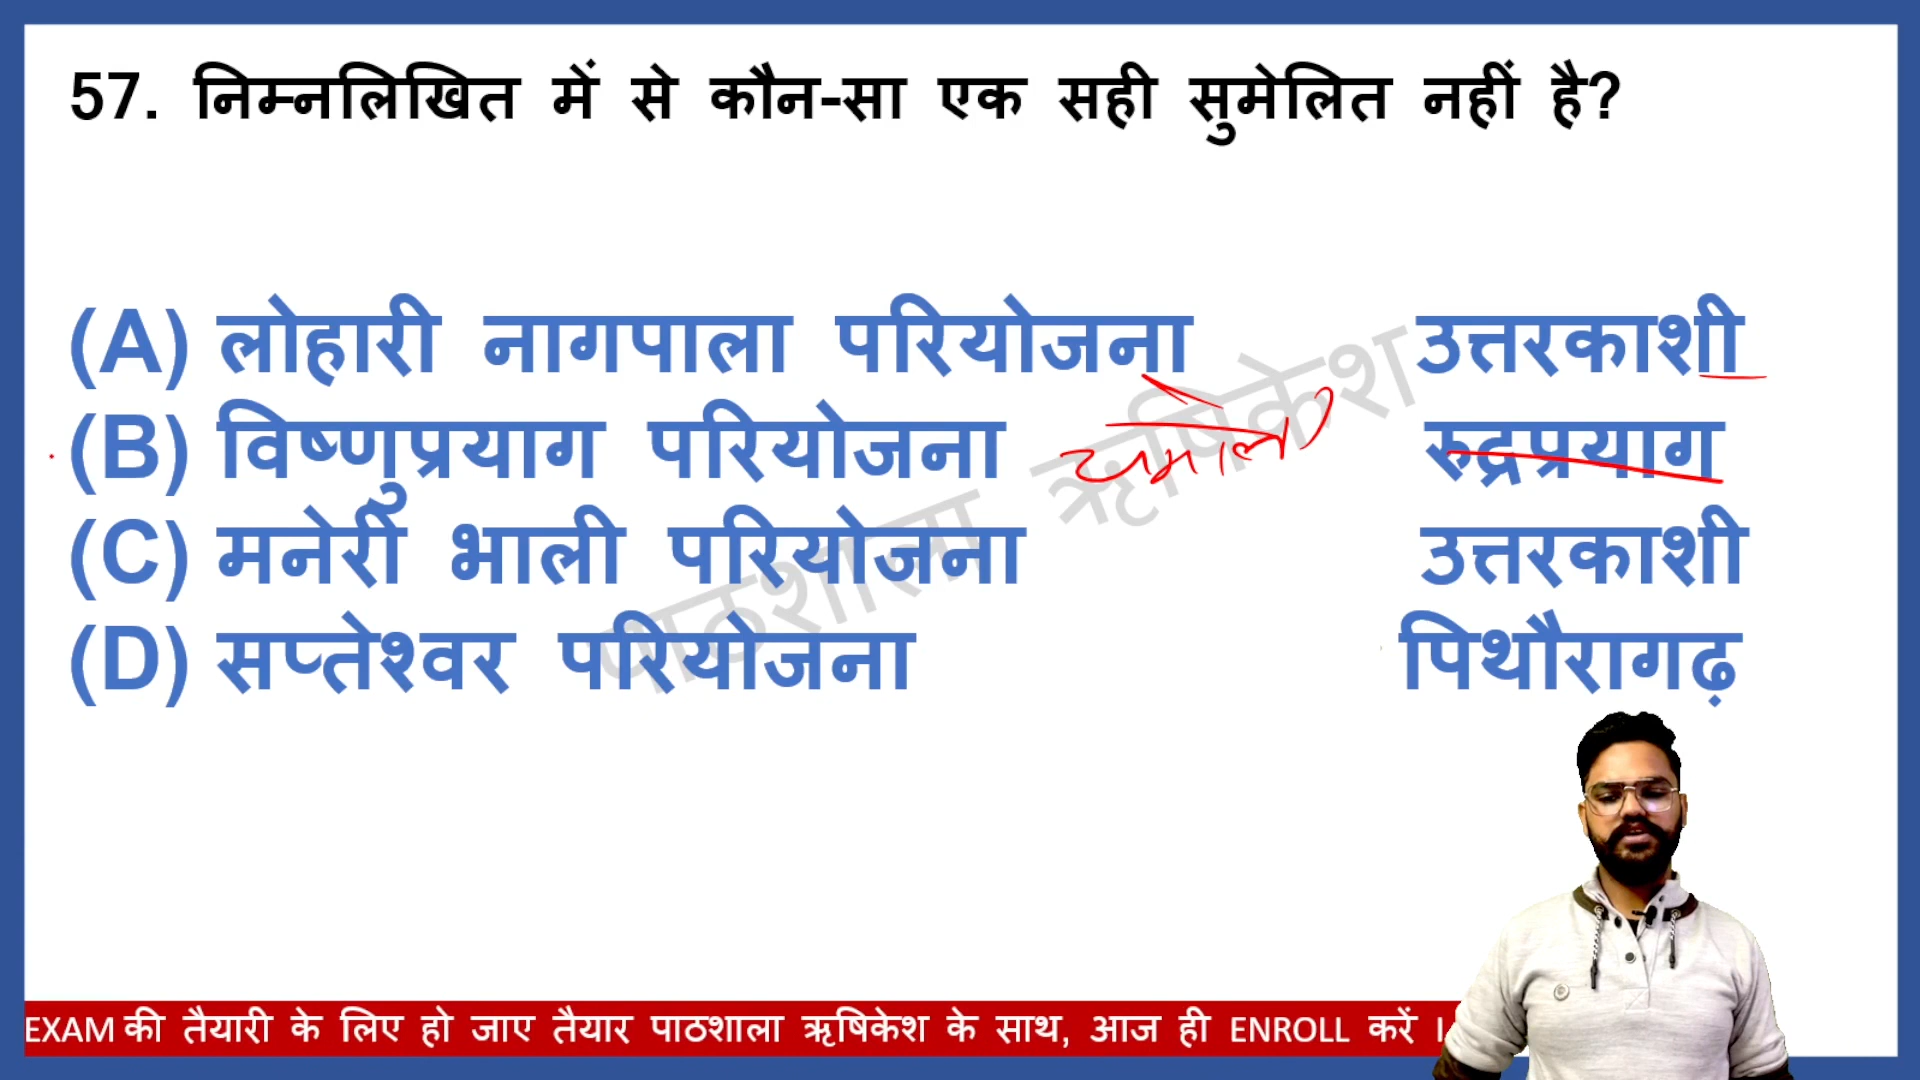 57. निम्नलिखित में से कौन-सा एक सही सुमेलित नहीं है?
(A) लोहारी नागपाला परियोजना उत्तरकाशी
(B) विष्णुप्रयाग परियोजना चमोली रुद्रप्रयाग
(C) मनेरी भाली परियोजना उत्तरकाशी
(D) सप्तेश्वर परियोजना पिथौरागढ़
पाठशाला ऋषिकेश
EXAM की तैयारी के लिए हो जाए तैयार पाठशाला ऋषिकेश के साथ, आज ही ENROLL करें ।